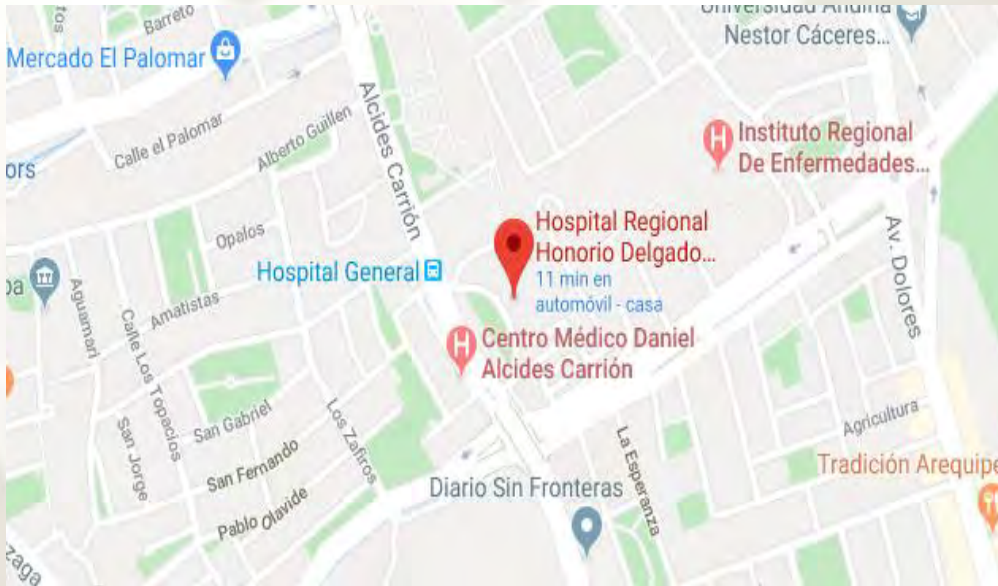 Barreto
Universidad Andina
Nestor Cáceres...
Mercado El Palomar
Calle el Palomar
Alberto Guillen
Alcides Carrión
Instituto Regional
De Enfermedades...
ors
Opalos
Hospital General
Hospital Regional
Honorio Delgado...
11 min en
automóvil - casa
Av. Dolores
Aguamarí
Amatistas
Calle Los Topacios
Centro Médico Daniel
Alcides Carrión
San Jorge
San Gabriel
Los Zafiros
San Fernando
Pablo Olavide
Agricultura
La Esperanza
Tradición Arequipe
Diario Sin Fronteras
zaga